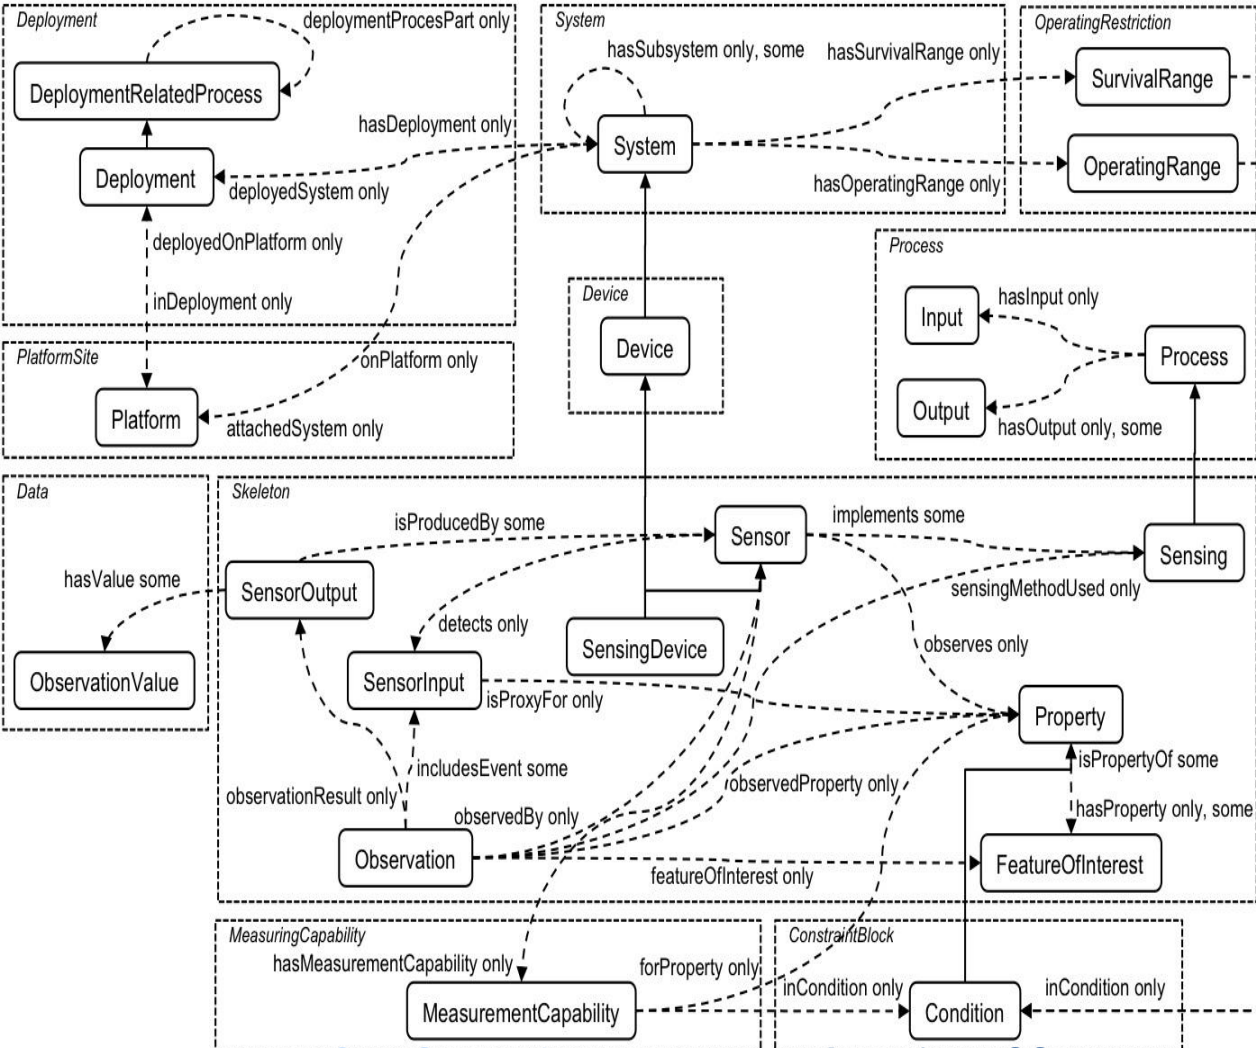 Deployment
deploymentProcesPart only
DeploymentRelatedProcess
hasDeployment only
Deployment
deployedSystem only
deployedOnPlatform only
inDeployment only
System
hasSubsystem only, some
hasSurvivalRange only
System
hasOperatingRange only
OperatingRestriction
SurvivalRange
OperatingRange
PlatformSite
onPlatform only
Platform
attachedSystem only
Device
Device
Process
hasInput only
Input
Process
Output
hasOutput only, some
Data
hasValue some
ObservationValue
Skeleton
isProducedBy some
Sensor
implements some
Sensing
SensorOutput
sensingMethodUsed only
detects only
SensingDevice
observes only
SensorInput
isProxyFor only
Property
isPropertyOf some
includesEvent some
observedProperty only
observationResult only
hasProperty only, some
observedBy only
Observation
FeatureOfInterest
featureOfInterest only
MeasuringCapability
hasMeasurementCapability only
forProperty only
MeasurementCapability
ConstraintBlock
inCondition only
Condition
inCondition only